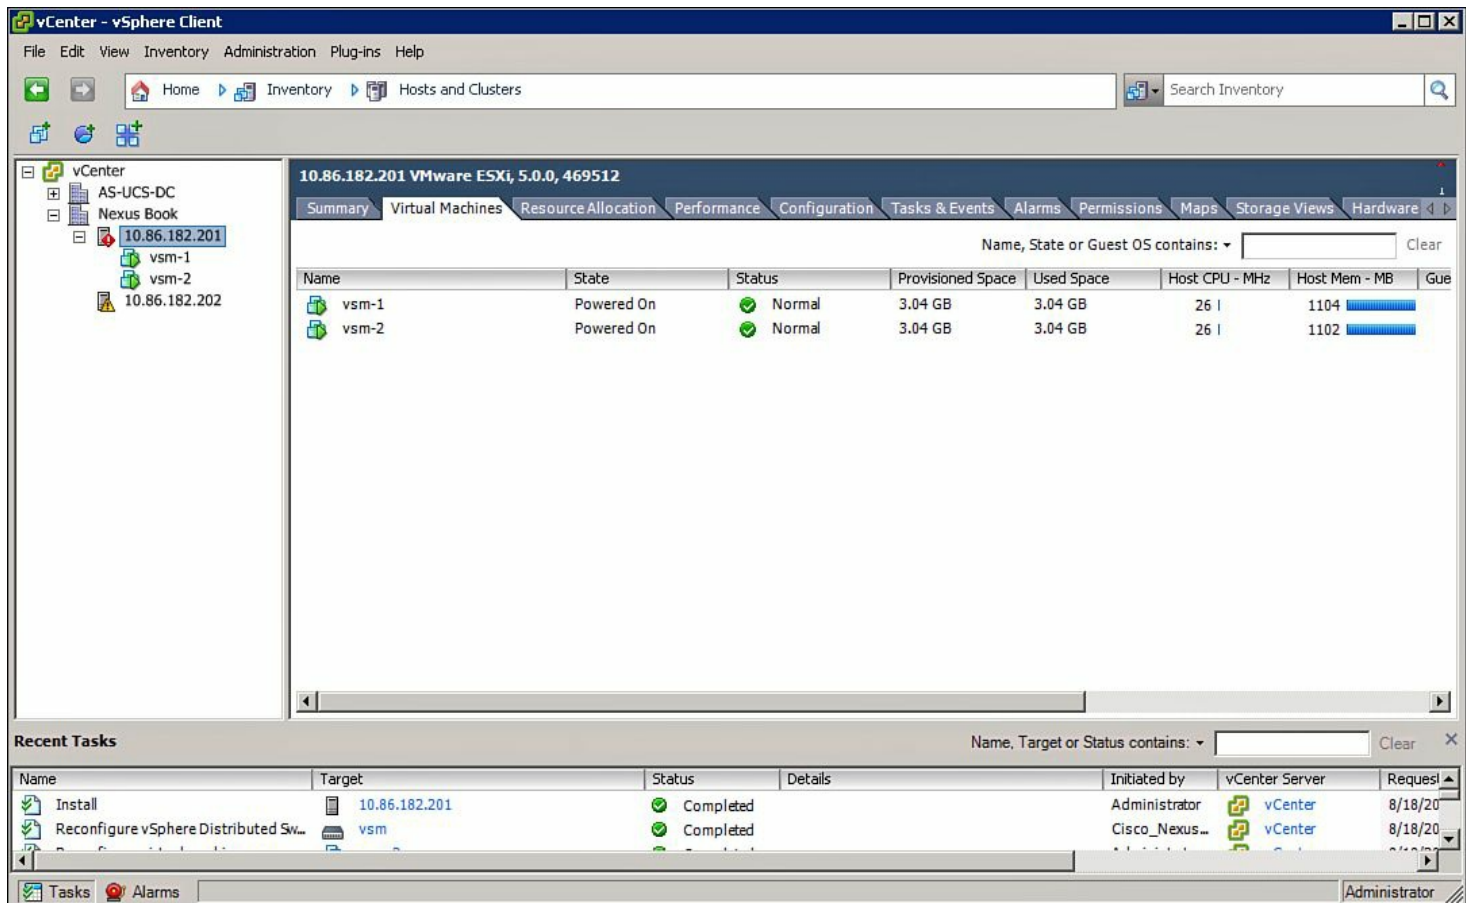 vCenter - vSphere Client
File Edit View Inventory Administration Plug-ins Help
Home Inventory Hosts and Clusters Search Inventory
vCenter
AS-UCS-DC
Nexus Book
10.86.182.201
vsm-1
vsm-2
10.86.182.202
10.86.182.201 VMware ESXi, 5.0.0, 469512
Summary Virtual Machines Resource Allocation Performance Configuration Tasks & Events Alarms Permissions Maps Storage Views Hardware
Name, State or Guest OS contains: Clear
Name State Status Provisioned Space Used Space Host CPU - MHz Host Mem - MB Gue
vsm-1 Powered On Normal 3.04 GB 3.04 GB 26 1104
vsm-2 Powered On Normal 3.04 GB 3.04 GB 26 1102
Recent Tasks Name, Target or Status contains: Clear
Name Target Status Details Initiated by vCenter Server Request
Install 10.86.182.201 Completed Administrator vCenter 8/18/20
Reconfigure vSphere Distributed Sw... vsm Completed Cisco_Nexus... vCenter 8/18/20
Tasks Alarms Administrator